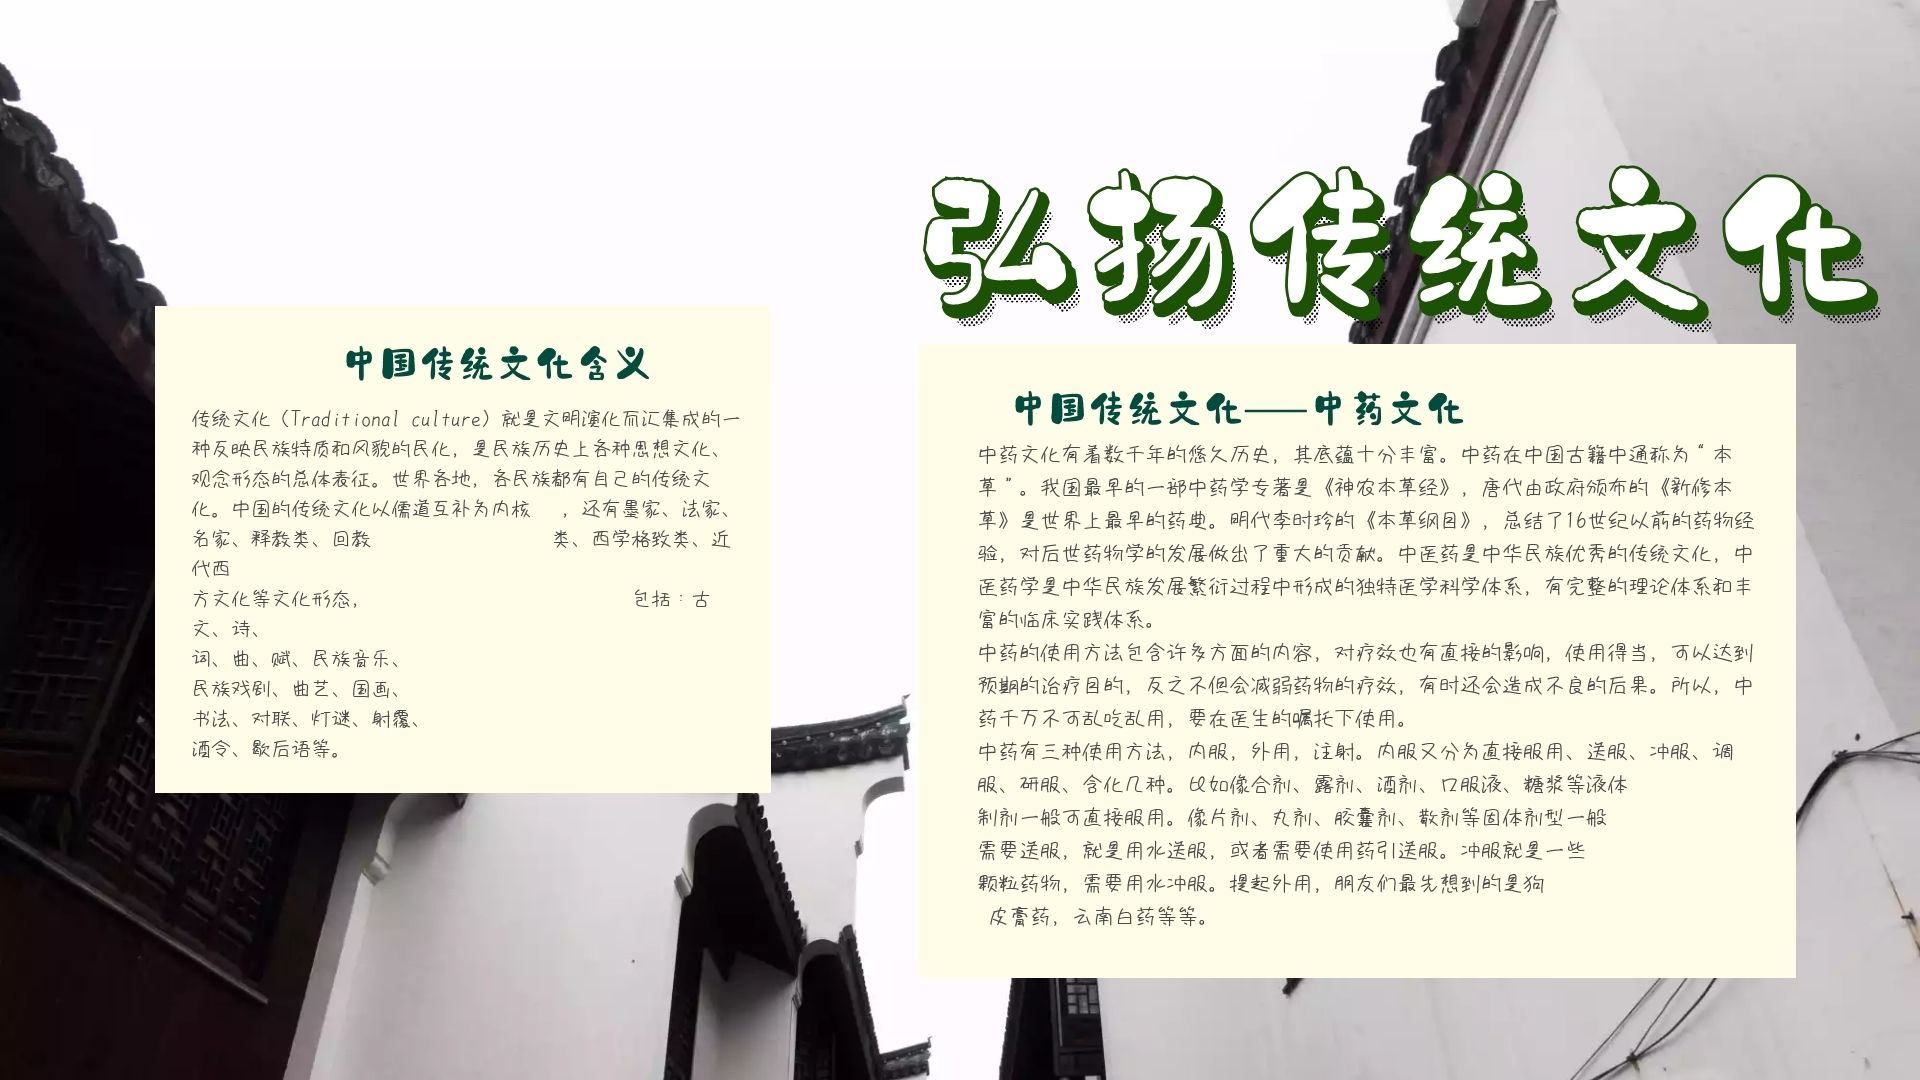 弘扬传统文化
中国传统文化含义
传统文化（Traditional culture）就是文明演化而汇集成的一
种反映民族特质和风貌的民化，是民族历史上各种思想文化、
观念形态的总体表征。世界各地，各民族都有自己的传统文
化。中国的传统文化以儒道互补为内核 ，还有墨家、法家、
名家、释教类、回教 类、西学格致类、近
代西
方文化等文化形态， 包括：古
文、诗、
词、曲、赋、民族音乐、
民族戏剧、曲艺、国画、
书法、对联、灯谜、射覆、
酒令、歇后语等。
中国传统文化——中药文化
中药文化有着数千年的悠久历史，其底蕴十分丰富。中药在中国古籍中通称为“本
草”。我国最早的一部中药学专著是《神农本草经》，唐代由政府颁布的《新修本
草》是世界上最早的药典。明代李时珍的《本草纲目》，总结了16世纪以前的药物经
验，对后世药物学的发展做出了重大的贡献。中医药是中华民族优秀的传统文化，中
医药学是中华民族发展繁衍过程中形成的独特医学科学体系，有完整的理论体系和丰
富的临床实践体系。
中药的使用方法包含许多方面的内容，对疗效也有直接的影响，使用得当，可以达到
预期的治疗目的，反之不但会减弱药物的疗效，有时还会造成不良的后果。所以，中
药千万不可乱吃乱用，要在医生的嘱托下使用。
中药有三种使用方法，内服，外用，注射。内服又分为直接服用、送服、冲服、调
服、研服、含化几种。比如像合剂、露剂、酒剂、口服液、糖浆等液体
制剂一般可直接服用。像片剂、丸剂、胶囊剂、散剂等固体剂型一般
需要送服，就是用水送服，或者需要使用药引送服。冲服就是一些
颗粒药物，需要用水冲服。提起外用，朋友们最先想到的是狗
皮膏药，云南白药等等。